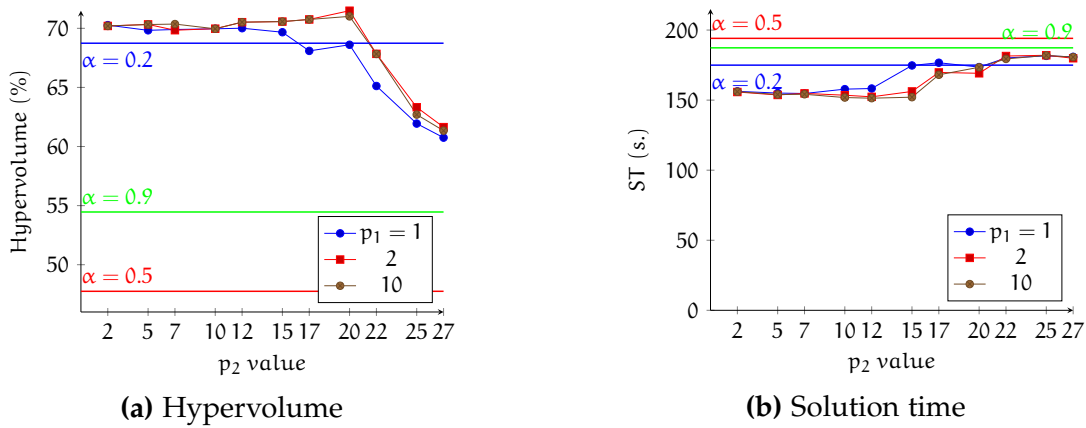 Hypervolume (%)
70
65
60
55
50
α = 0.2
α = 0.9
α = 0.5
p₁ = 1
2
10
2 5 7 10 12 15 17 20 22 25 27
p₂ value
(a) Hypervolume
ST (s.)
200
150
100
50
0
α = 0.5
α = 0.9
α = 0.2
p₁ = 1
2
10
2 5 7 10 12 15 17 20 22 25 27
p₂ value
(b) Solution time